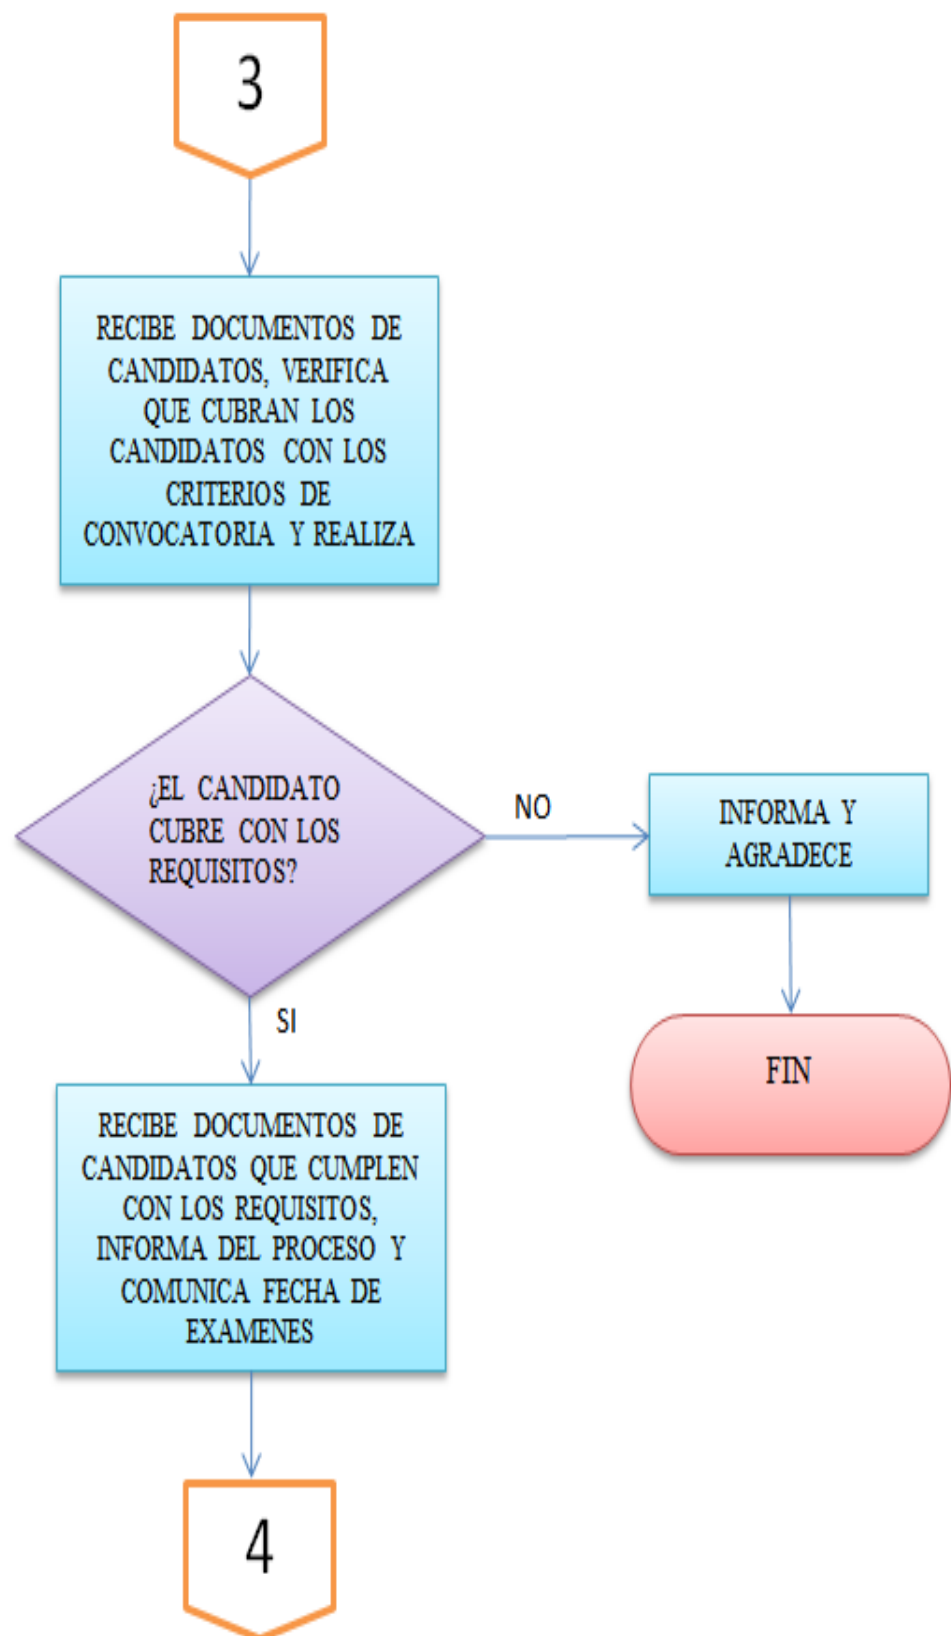 3
RECIBE DOCUMENTOS DE
CANDIDATOS, VERIFICA
QUE CUBRAN LOS
CANDIDATOS CON LOS
CRITERIOS DE
CONVOCATORIA Y REALIZA
¿EL CANDIDATO
CUBRE CON LOS
REQUISITOS?
NO
INFORMA Y
AGRADECE
FIN
SI
RECIBE DOCUMENTOS DE
CANDIDATOS QUE CUMPLEN
CON LOS REQUISITOS,
INFORMA DEL PROCESO Y
COMUNICA FECHA DE
EXAMENES
4